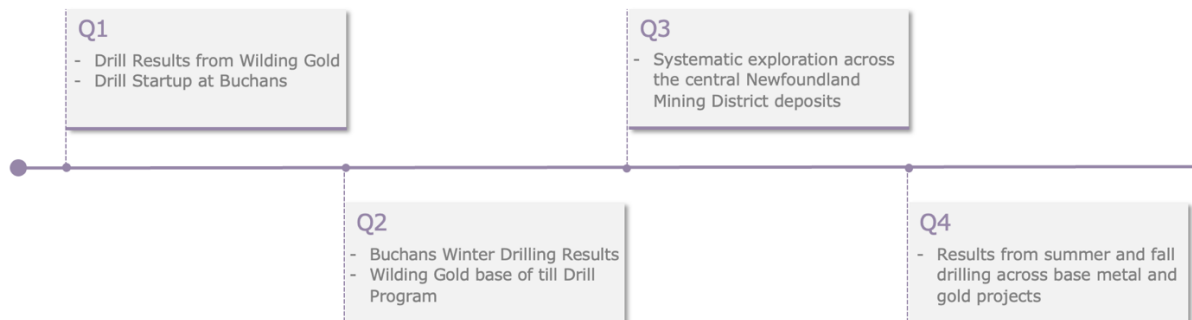 Q1
- Drill Results from Wilding Gold
- Drill Startup at Buchans
Q2
- Buchans Winter Drilling Results
- Wilding Gold base of till Drill
Program
Q3
- Systematic exploration across
the central Newfoundland
Mining District deposits
Q4
- Results from summer and fall
drilling across base metal and
gold projects